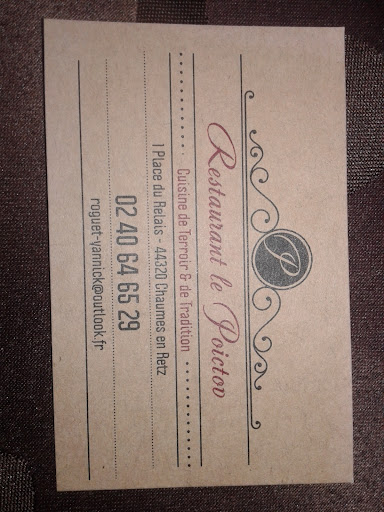 P
Restaurant le Poictov
Cuisine de Terroir & de Tradition
1 Place du Relais - 44320 Chaumes en Retz
02 40 64 65 29
roguet-yannick@outlook.fr